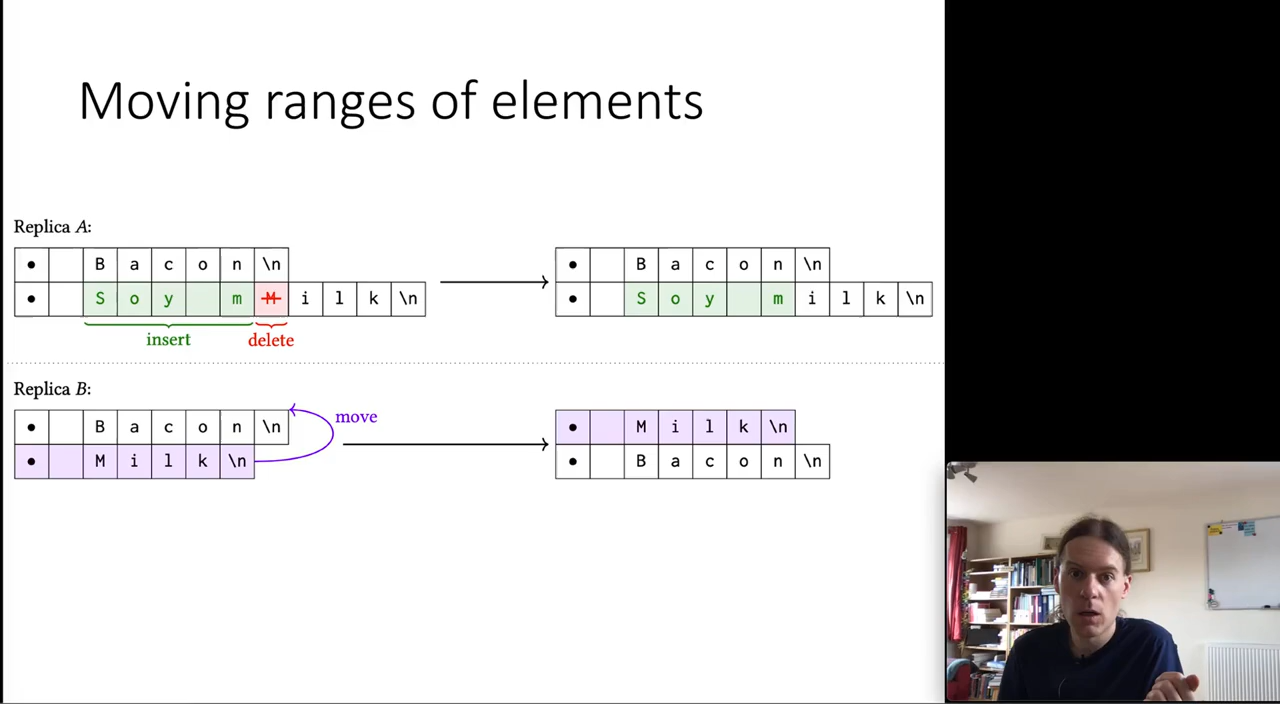 Moving ranges of elements
Replica A:
• B a c o n \n
• S o y m M i l k \n
insert delete
• B a c o n \n
• S o y m i l k \n
Replica B:
• B a c o n \n
• M i l k \n
move
• M i l k \n
• B a c o n \n